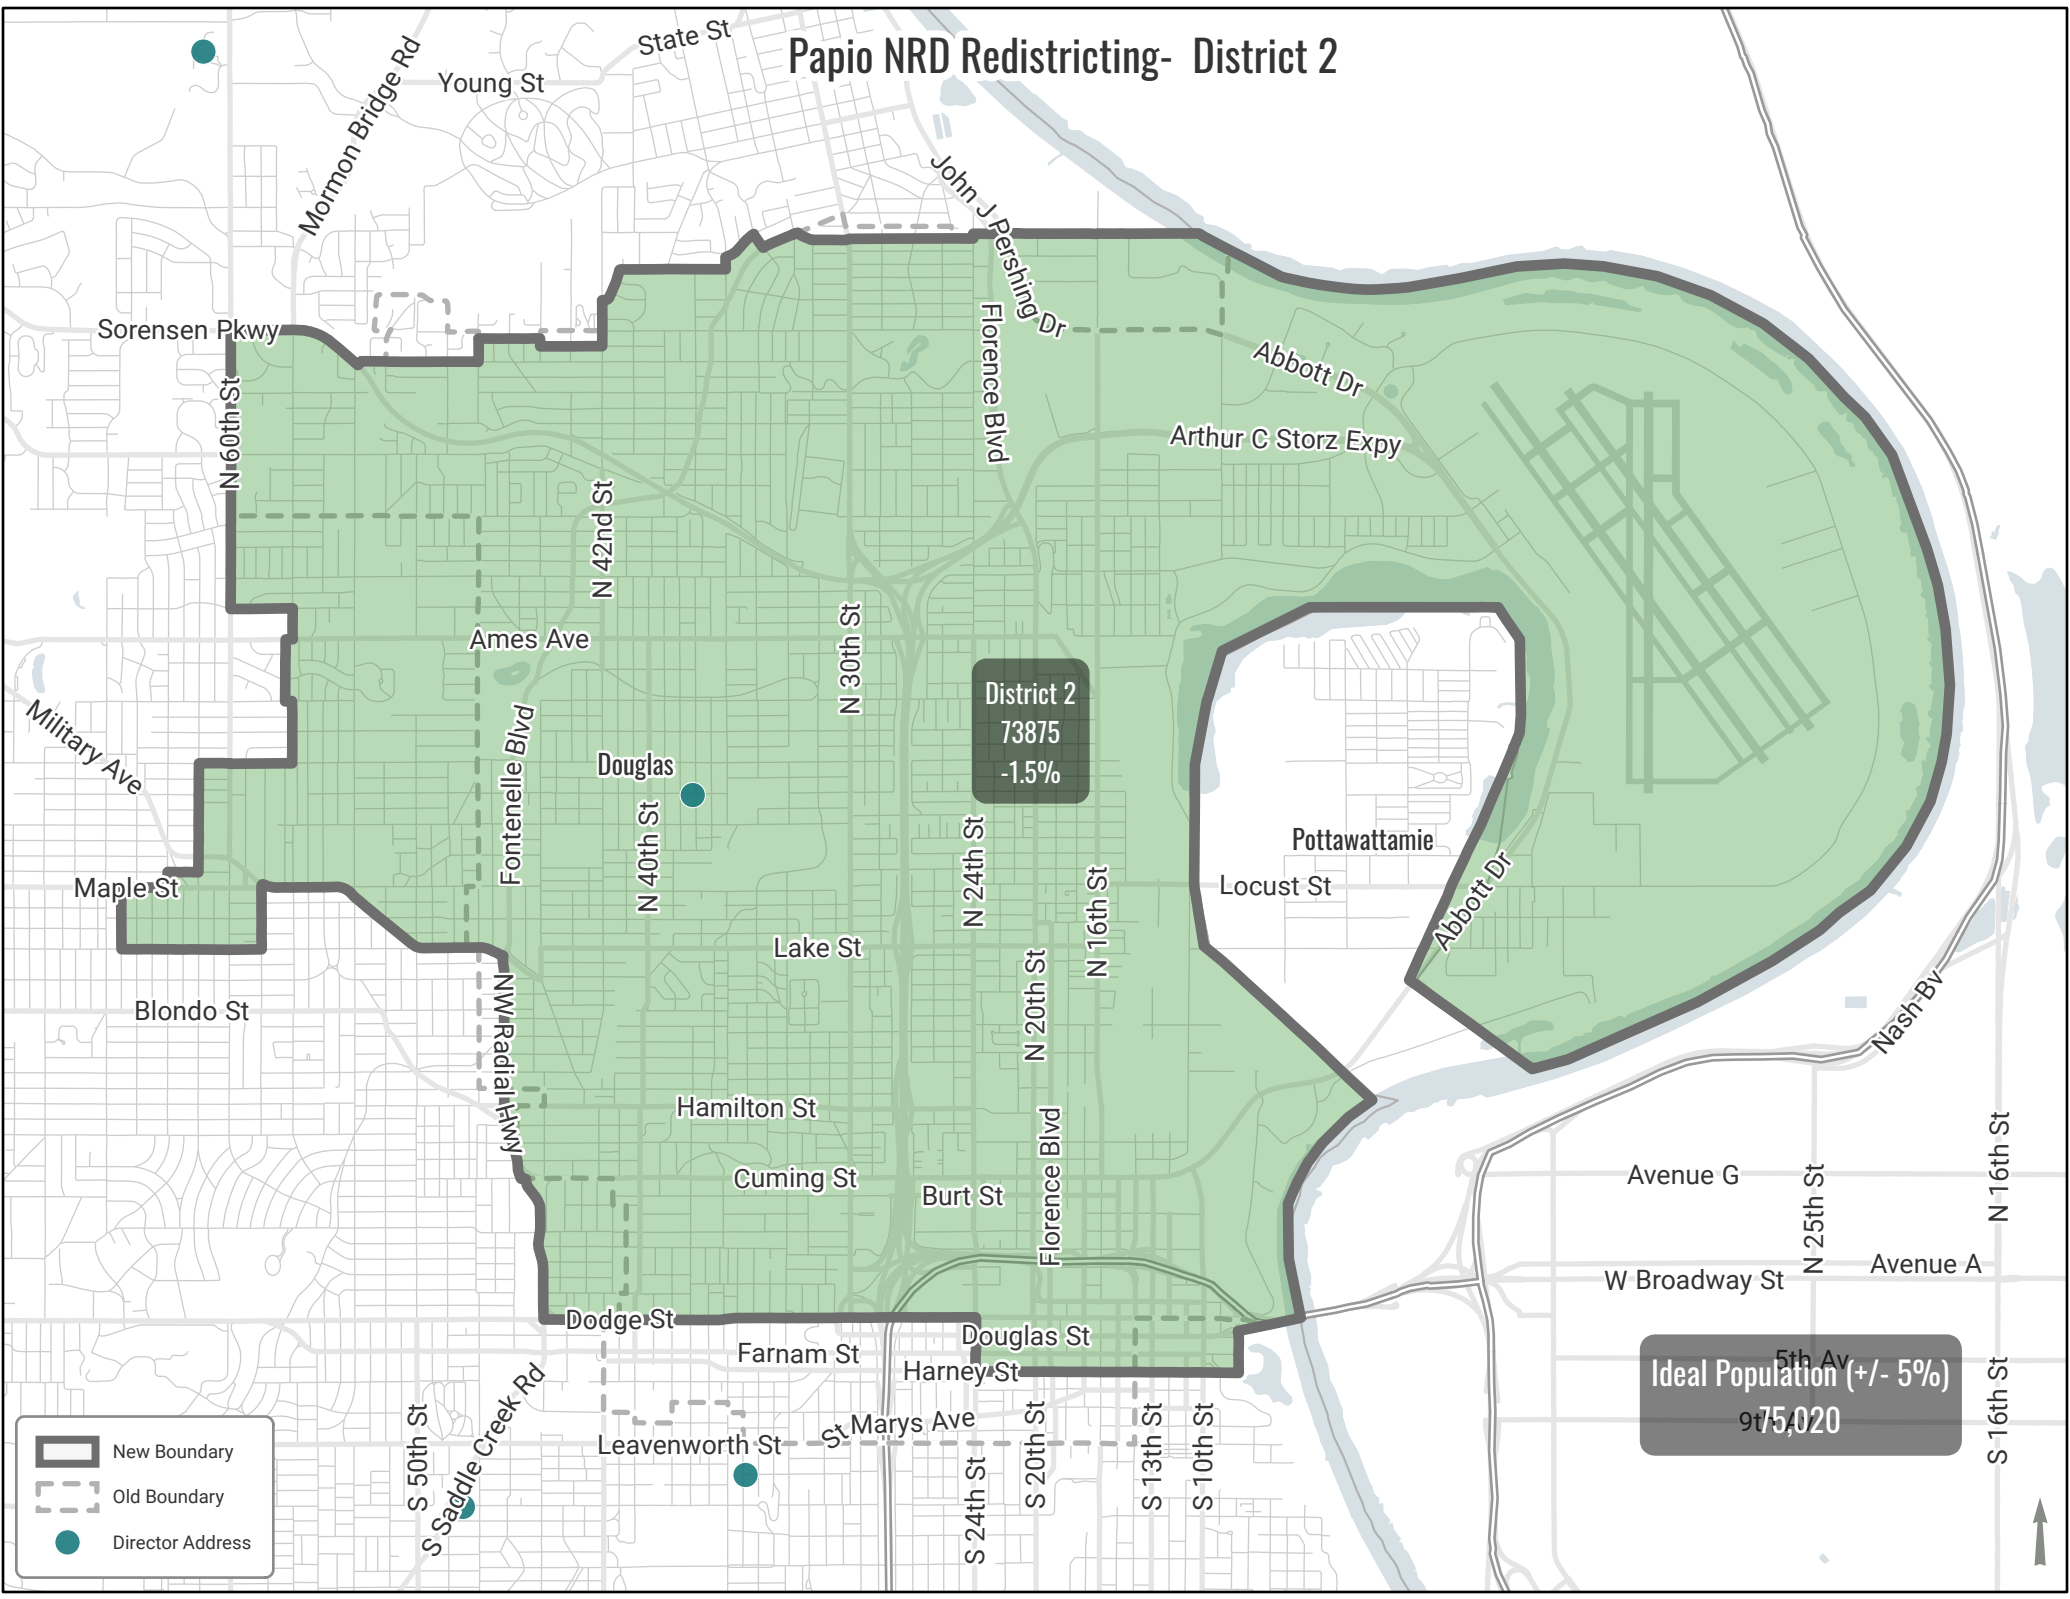 Papio NRD Redistricting- District 2
State St
Young St
Mormon Bridge Rd
John J Pershing Dr
Sorensen Pkwy
N 60th St
Florence Blvd
Abbott Dr
Arthur C Storz Expy
N 42nd St
Ames Ave
N 30th St
District 2
73875
-1.5%
Military Ave
Fontenelle Blvd
Douglas
N 40th St
N 24th St
N 16th St
Pottawattamie
Locust St
Abbott Dr
Maple St
Lake St
N 20th St
Blondo St
NW Radial Hwy
Nash Bv
Hamilton St
Florence Blvd
Cuming St
Burt St
Avenue G
N 25th St
N 16th St
Avenue A
W Broadway St
Dodge St
Douglas St
Farnam St
Harney St
5th Av
Ideal Population (+/- 5%)
9th Av
75,020
S 16th St
S 50th St
S Saddle Creek Rd
St Marys Ave
Leavenworth St
S 24th St
S 20th St
S 13th St
S 10th St
New Boundary
Old Boundary
Director Address